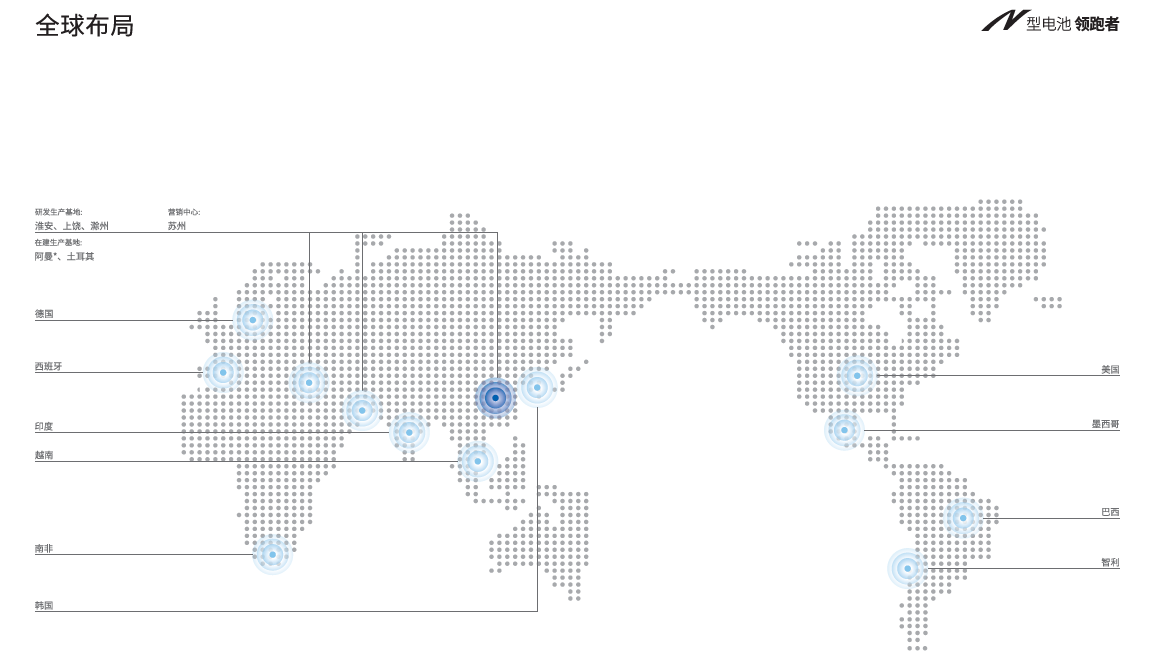 全球布局
型电池 领跑者
研发生产基地:
营销中心:
淮安、上饶、滁州
苏州
在建生产基地:
阿曼*、土耳其
德国
西班牙
美国
印度
墨西哥
越南
巴西
南非
智利
韩国